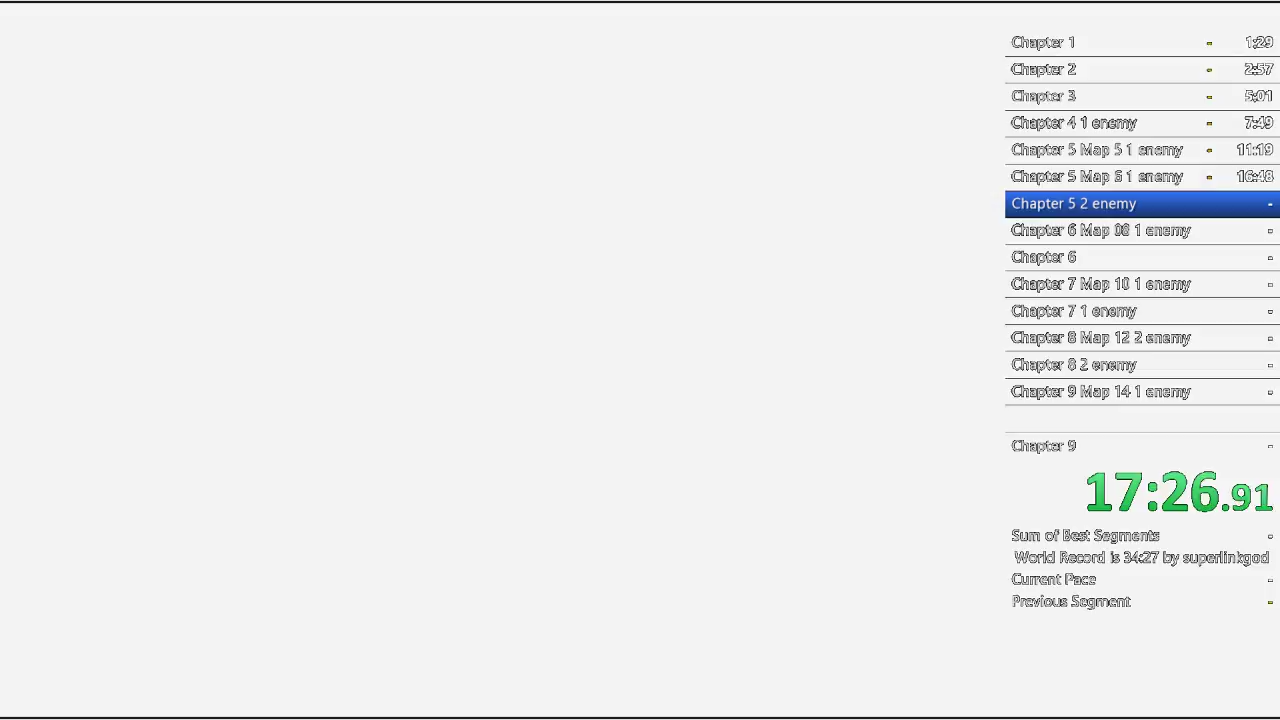 Chapter 1 - 1:29
Chapter 2 - 2:57
Chapter 3 - 5:01
Chapter 4 1 enemy - 7:49
Chapter 5 Map 5 1 enemy - 11:19
Chapter 5 Map 6 1 enemy - 16:48
Chapter 5 2 enemy -
Chapter 6 Map 08 1 enemy -
Chapter 6 -
Chapter 7 Map 10 1 enemy -
Chapter 7 1 enemy -
Chapter 8 Map 12 2 enemy -
Chapter 8 2 enemy -
Chapter 9 Map 14 1 enemy -
Chapter 9 -
17:26.91
Sum of Best Segments -
World Record is 34:27 by superlinkgod
Current Pace -
Previous Segment -